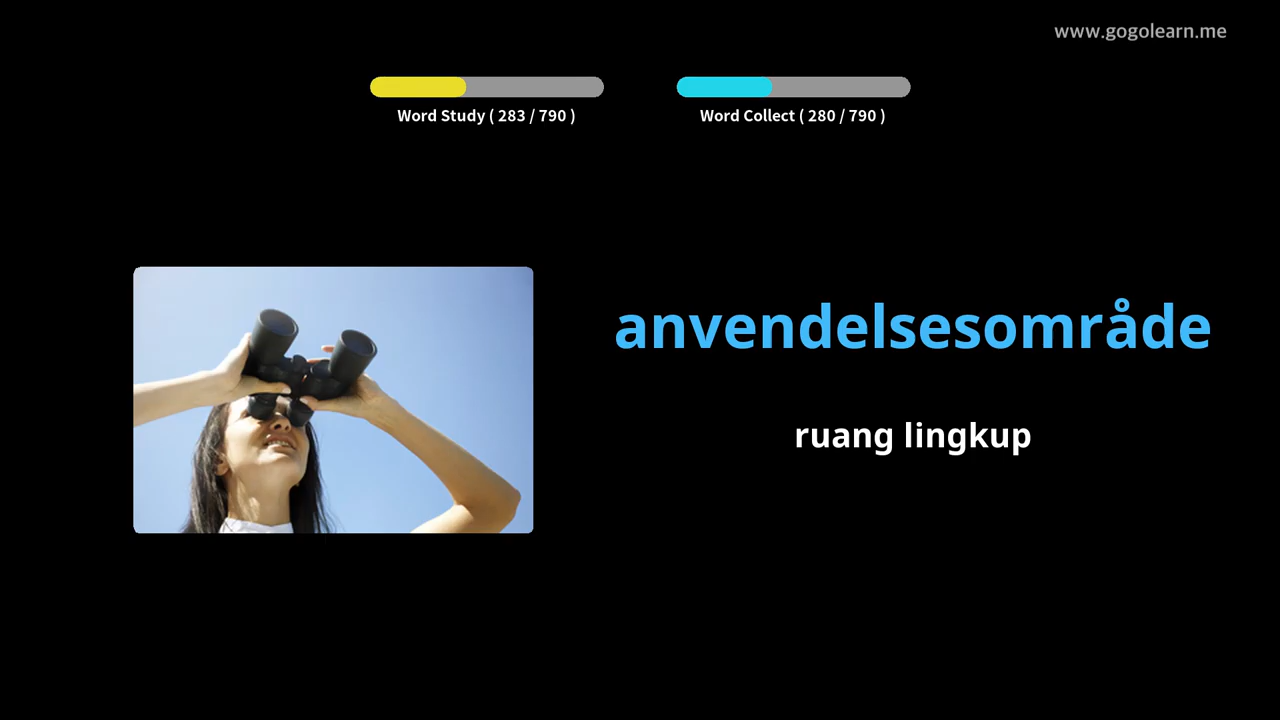 www.gogolearn.me
Word Study ( 283 / 790 )
Word Collect ( 280 / 790 )
anvendelsesområde
ruang lingkup